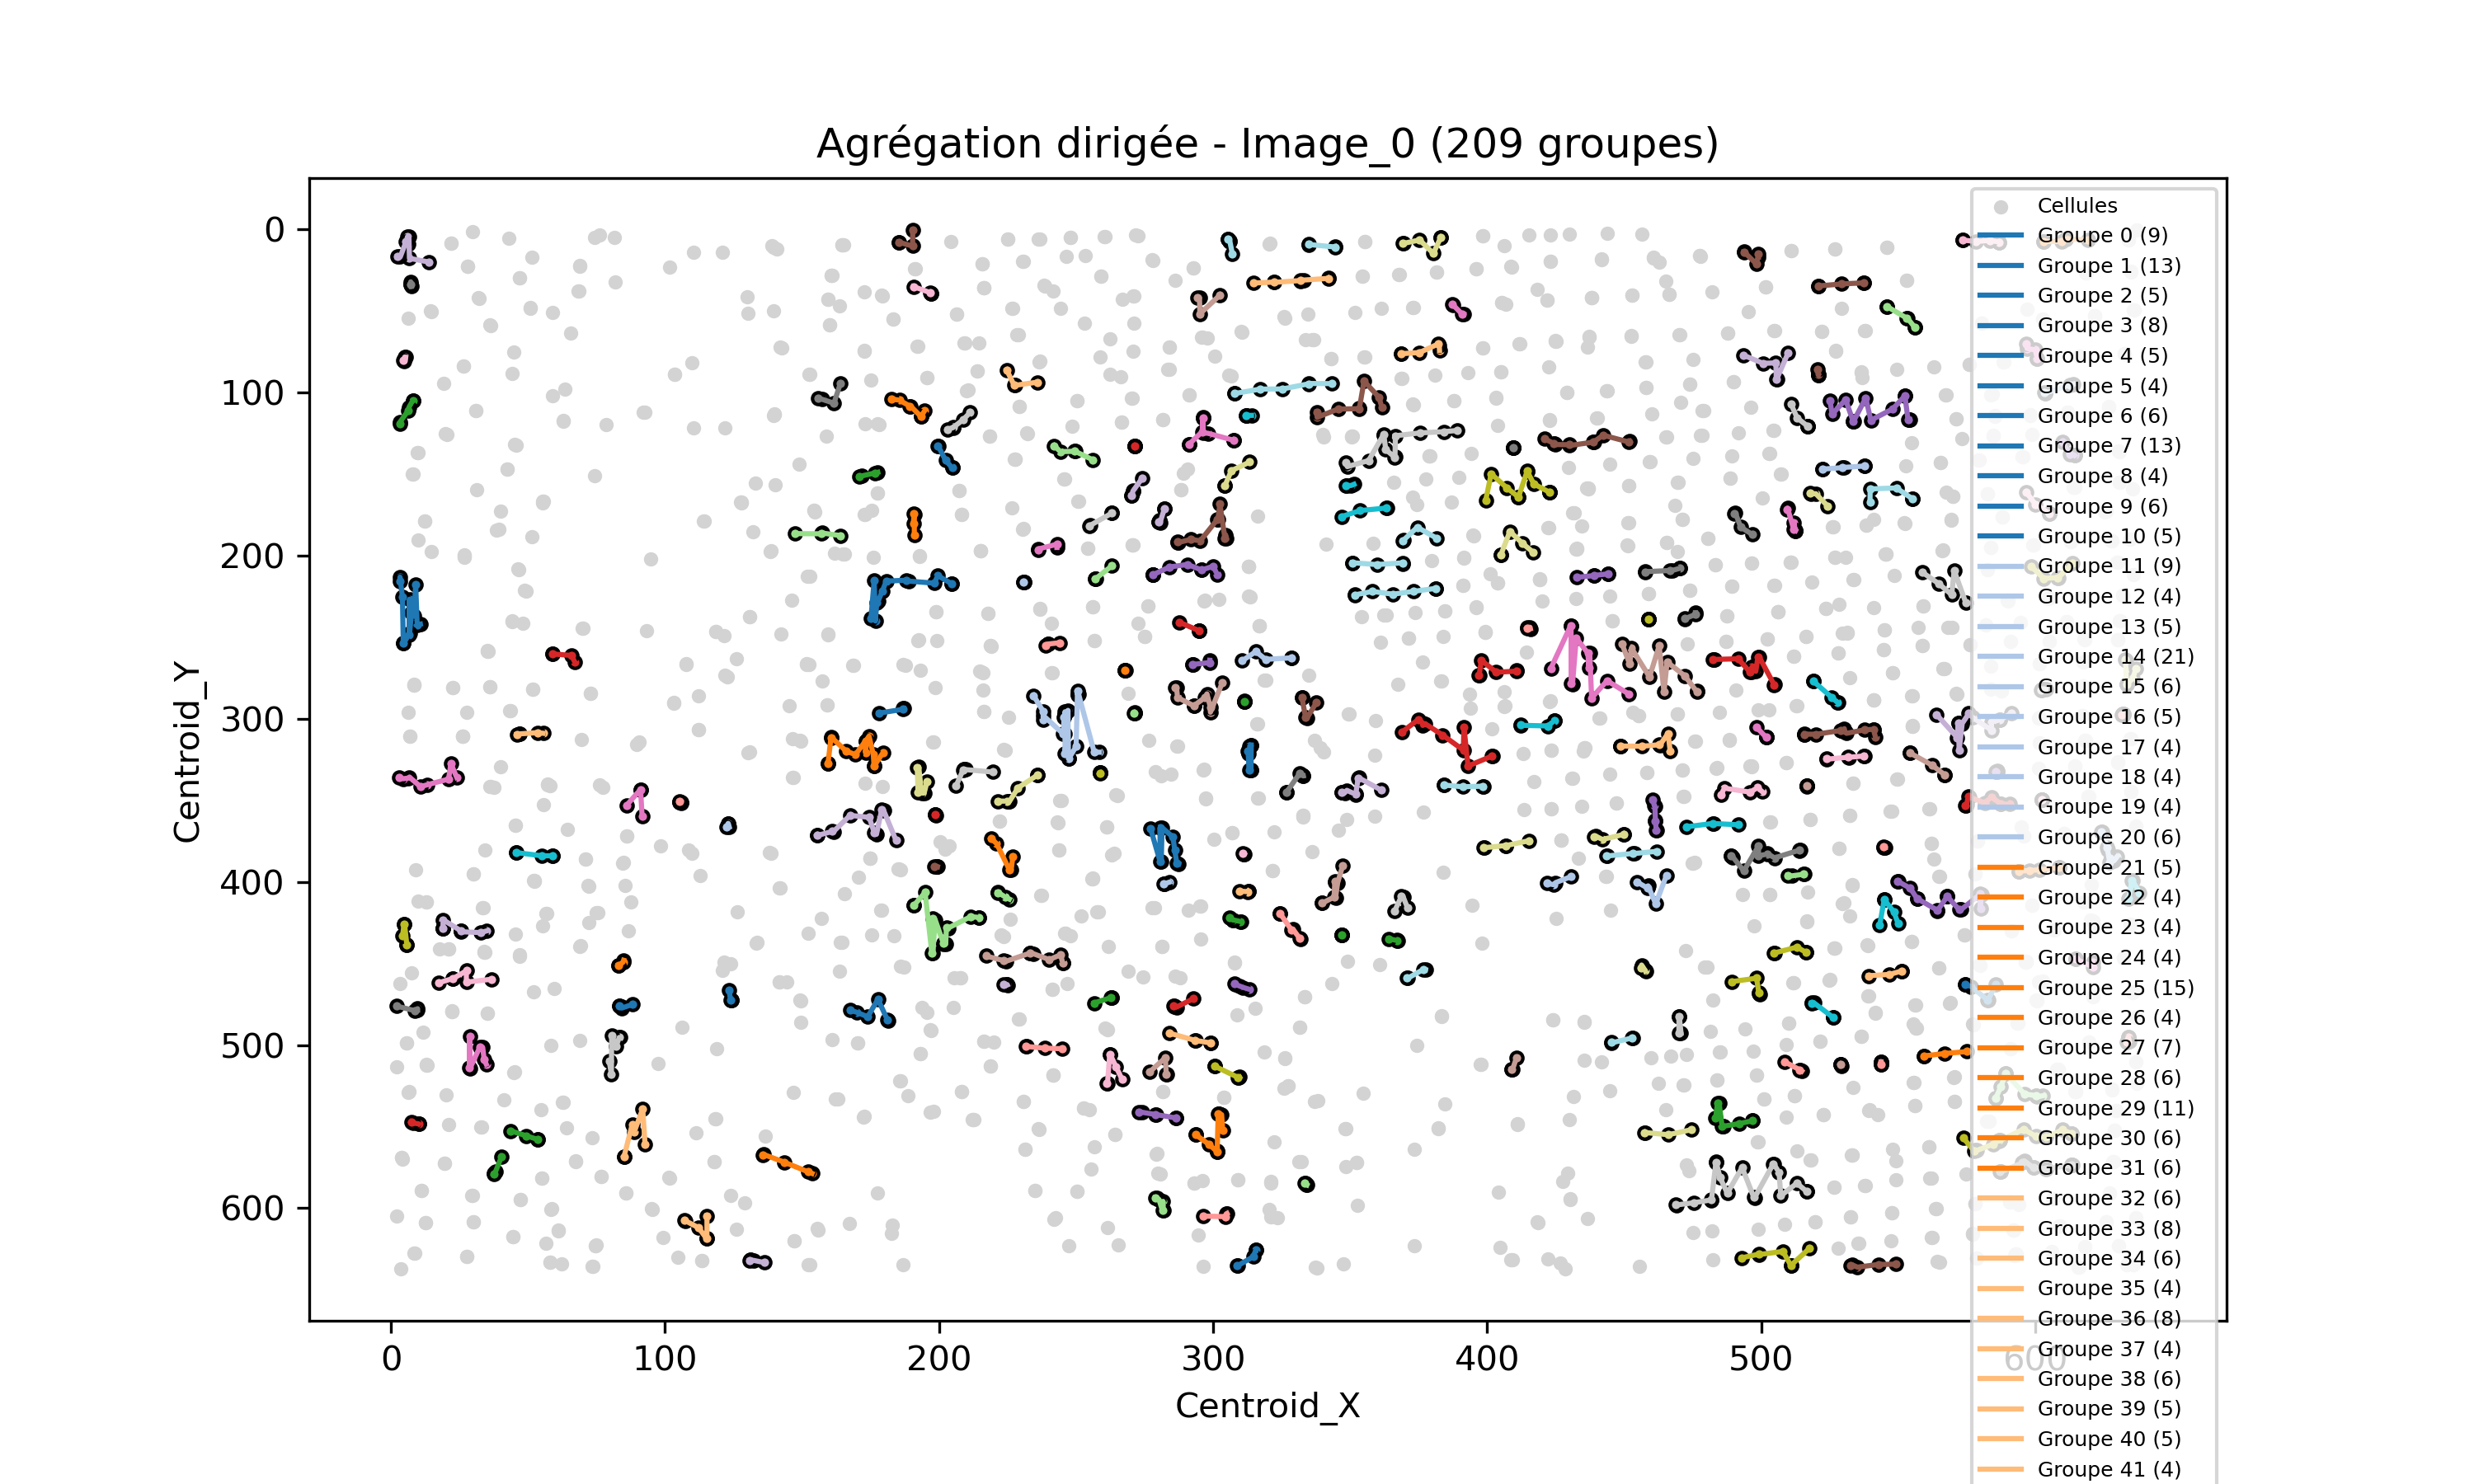 Agrégation dirigée - Image_0 (209 groupes)
0
100
200
300
400
500
600
Centroid_Y
0
100
200
300
400
500
600
Centroid_X
Cellules
Groupe 0 (9)
Groupe 1 (13)
Groupe 2 (5)
Groupe 3 (8)
Groupe 4 (5)
Groupe 5 (4)
Groupe 6 (6)
Groupe 7 (13)
Groupe 8 (4)
Groupe 9 (6)
Groupe 10 (5)
Groupe 11 (9)
Groupe 12 (4)
Groupe 13 (5)
Groupe 14 (21)
Groupe 15 (6)
Groupe 16 (5)
Groupe 17 (4)
Groupe 18 (4)
Groupe 19 (4)
Groupe 20 (6)
Groupe 21 (5)
Groupe 22 (4)
Groupe 23 (4)
Groupe 24 (4)
Groupe 25 (15)
Groupe 26 (4)
Groupe 27 (7)
Groupe 28 (6)
Groupe 29 (11)
Groupe 30 (6)
Groupe 31 (6)
Groupe 32 (6)
Groupe 33 (8)
Groupe 34 (6)
Groupe 35 (4)
Groupe 36 (8)
Groupe 37 (4)
Groupe 38 (6)
Groupe 39 (5)
Groupe 40 (5)
Groupe 41 (4)